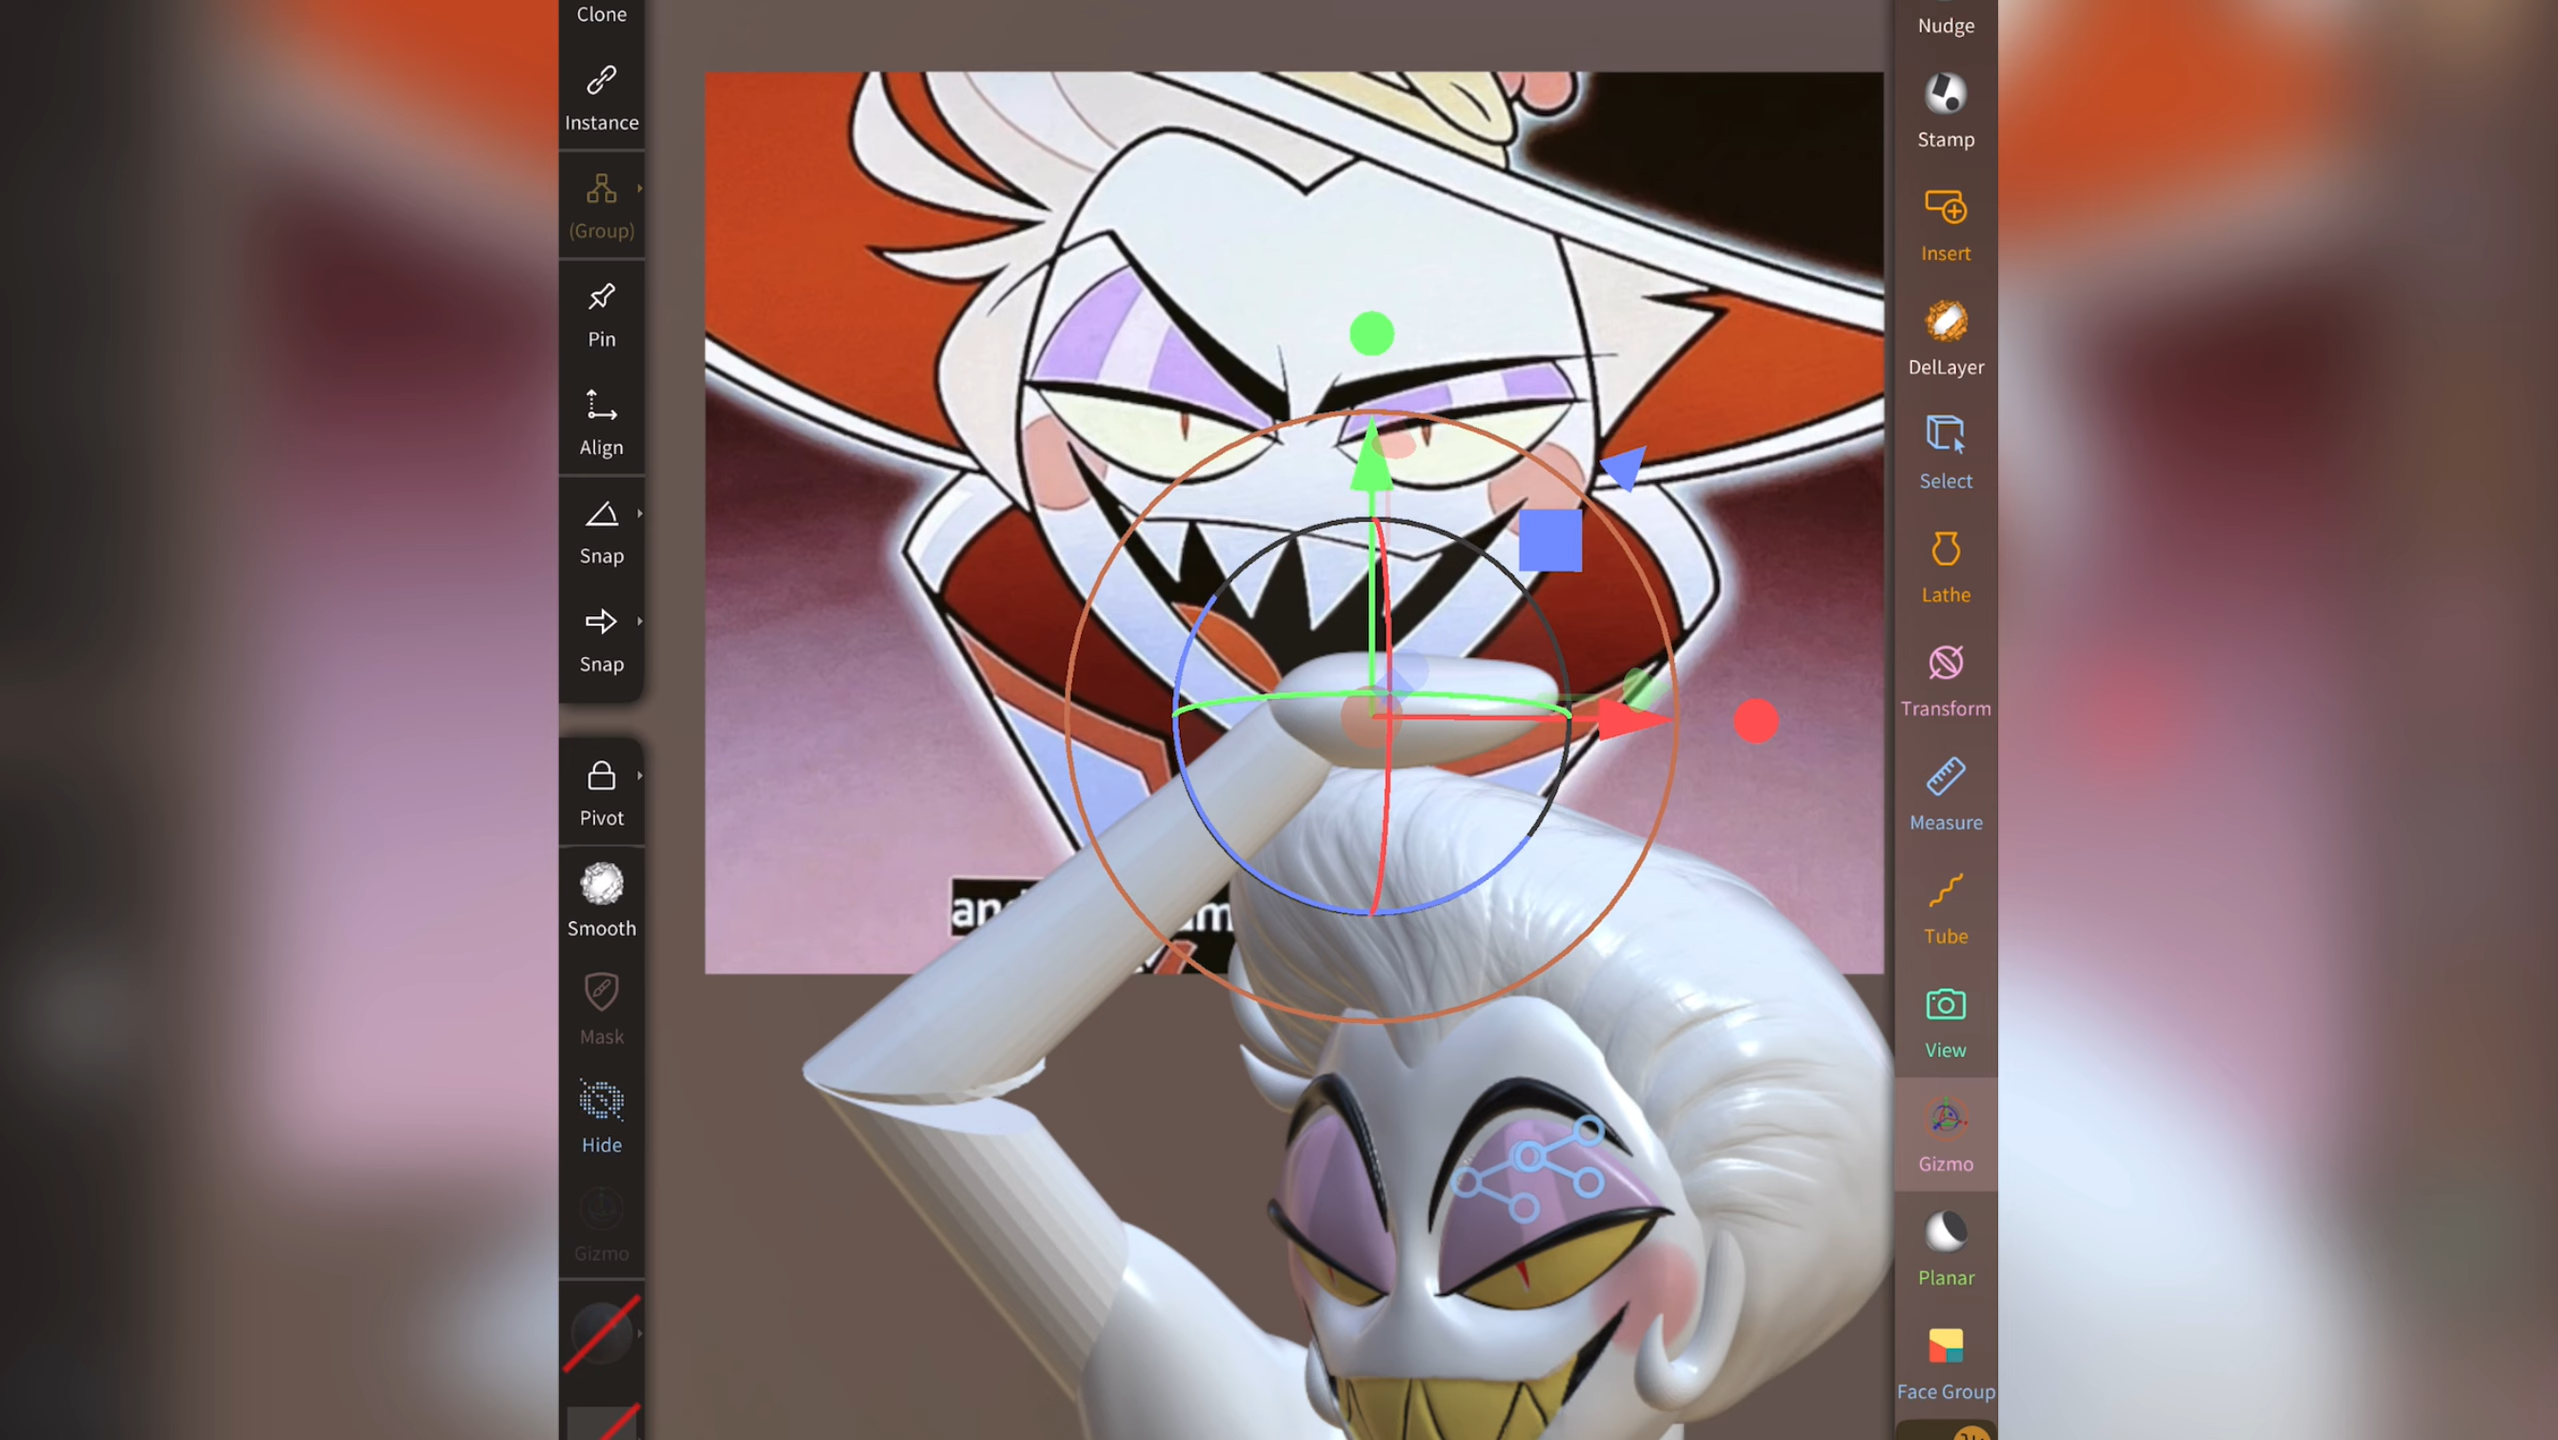 Clone
Instance
(Group)
Pin
Align
Snap
Snap
Pivot
Smooth
Mask
Hide
Gizmo
Nudge
Stamp
Insert
DelLayer
Select
Lathe
Transform
Measure
Tube
View
Gizmo
Planar
Face Group